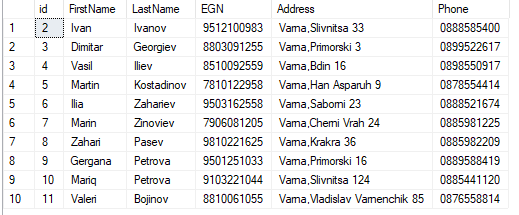 id FirstName LastName EGN Address Phone
1 2 Ivan Ivanov 9512100983 Varna,Slivnitsa 33 0888585400
2 3 Dimitar Georgiev 8803091255 Varna,Primorski 3 0899522617
3 4 Vasil Iliev 8510092559 Varna,Bdin 16 0898550917
4 5 Martin Kostadinov 7810122958 Varna,Han Asparuh 9 0878554414
5 6 Ilia Zahariev 9503162558 Varna,Saborni 23 0888521674
6 7 Marin Zinoviev 7906081205 Varna,Cherni Vrah 24 0885981225
7 8 Zahari Pasev 9810221625 Varna,Krakra 36 0885982209
8 9 Gergana Petrova 9501251033 Varna,Primorski 16 0889588419
9 10 Mariq Petrova 9103221044 Varna,Slivnitsa 124 0885441120
10 11 Valeri Bojinov 8810061055 Varna,Vladislav Varnenchik 85 0876558814